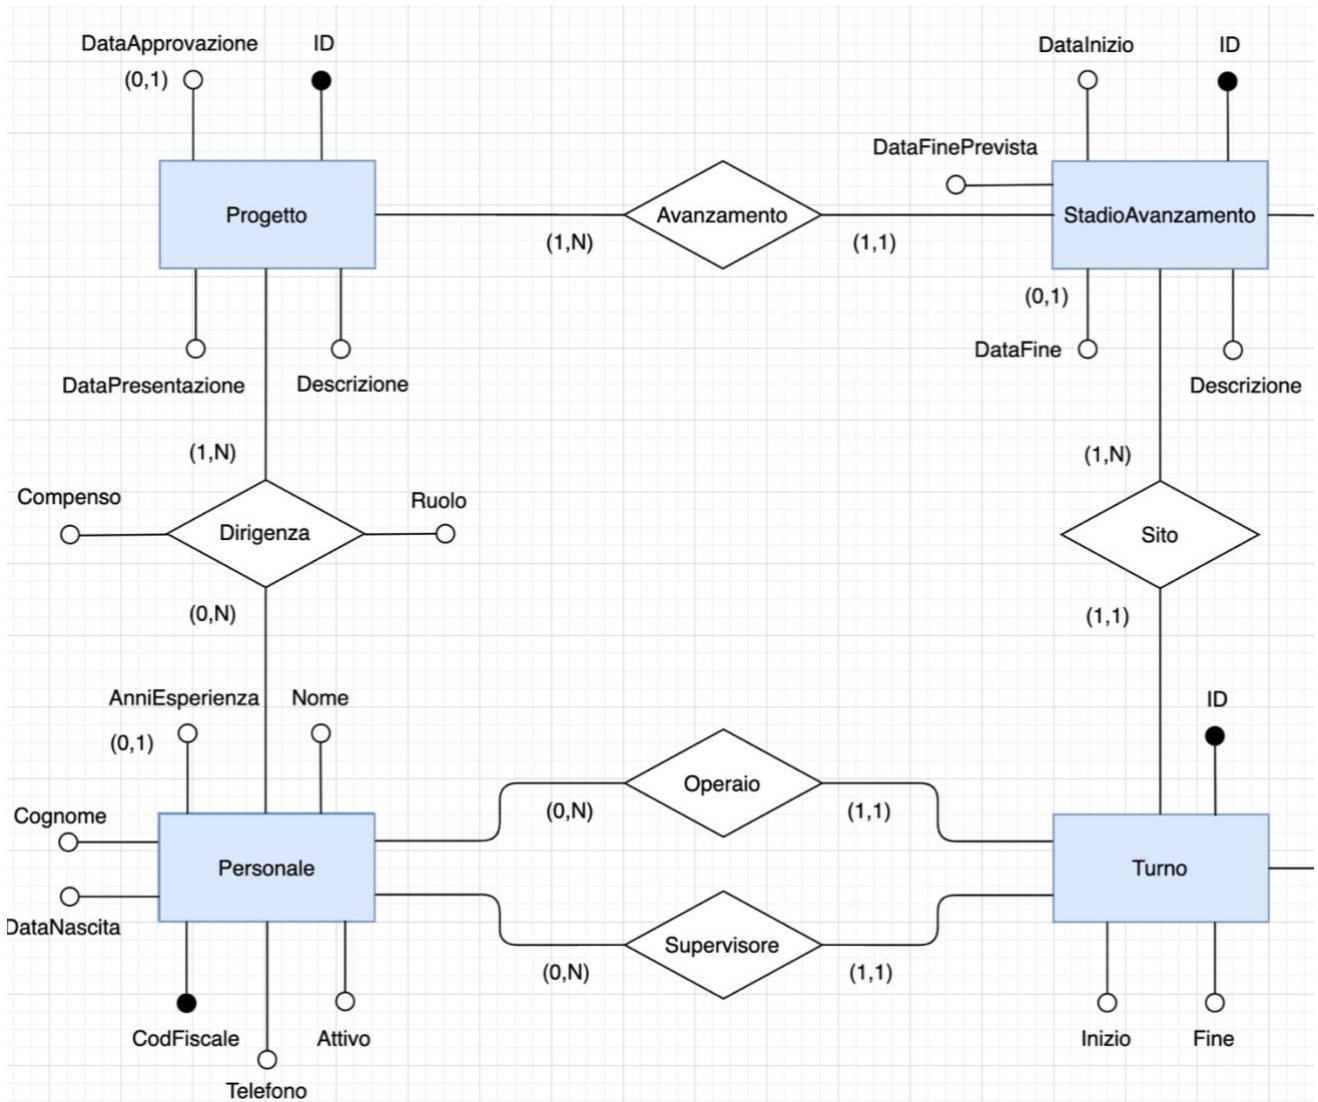 DataApprovazione
ID
DataInizio
ID
(0,1)
DataFinePrevista
Progetto
Avanzamento
StadioAvanzamento
(1,N)
(1,1)
(0,1)
DataFine
DataPresentazione
Descrizione
Descrizione
(1,N)
(1,N)
Compenso
Ruolo
Dirigenza
Sito
(0,N)
(1,1)
AnniEsperienza
Nome
ID
(0,1)
Operaio
Cognome
(0,N)
(1,1)
Personale
Turno
DataNascita
Supervisore
(0,N)
(1,1)
CodFiscale
Attivo
Inizio
Fine
Telefono